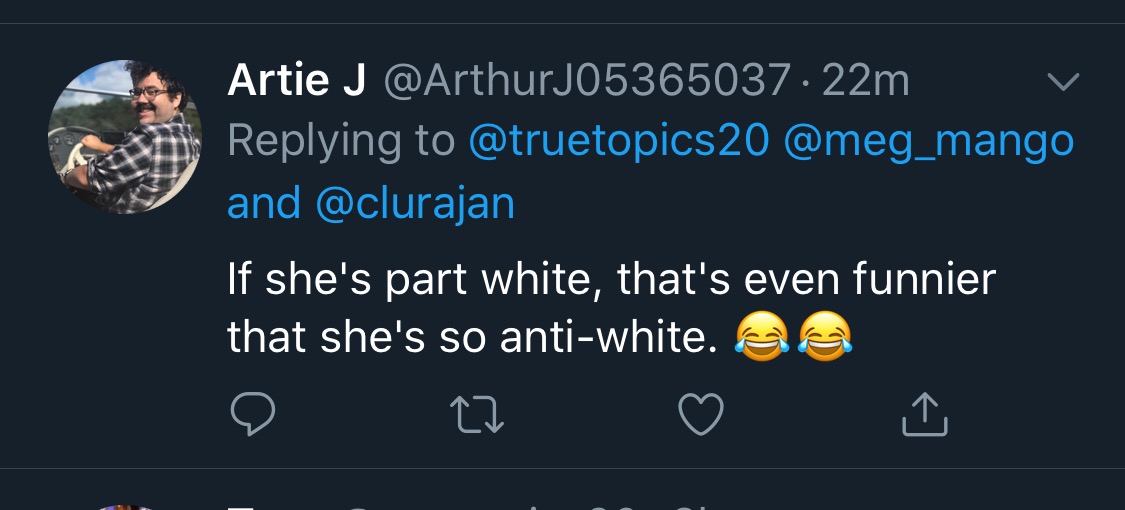 Artie J @ArthurJ05365037 · 22m
Replying to @truetopics20 @meg_mango
and @clurajan
If she's part white, that's even funnier
that she's so anti-white. 😂😂